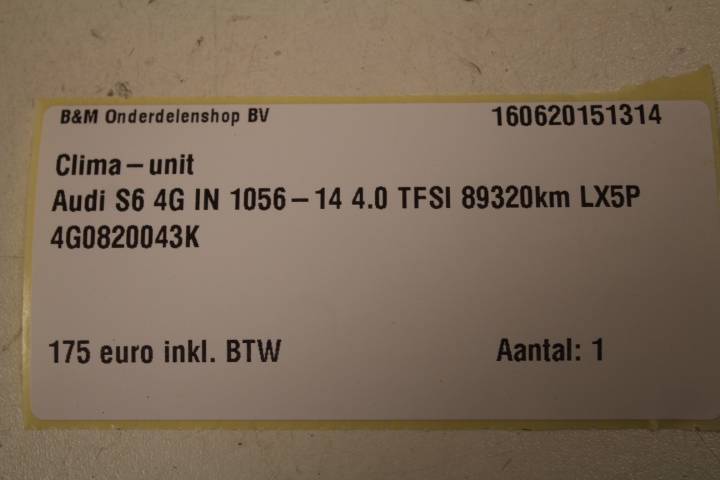 B&M Onderdelenshop BV 160620151314
Clima-unit
Audi S6 4G IN 1056-14 4.0 TFSI 89320km LX5P
4G0820043K
175 euro inkl. BTW Aantal: 1